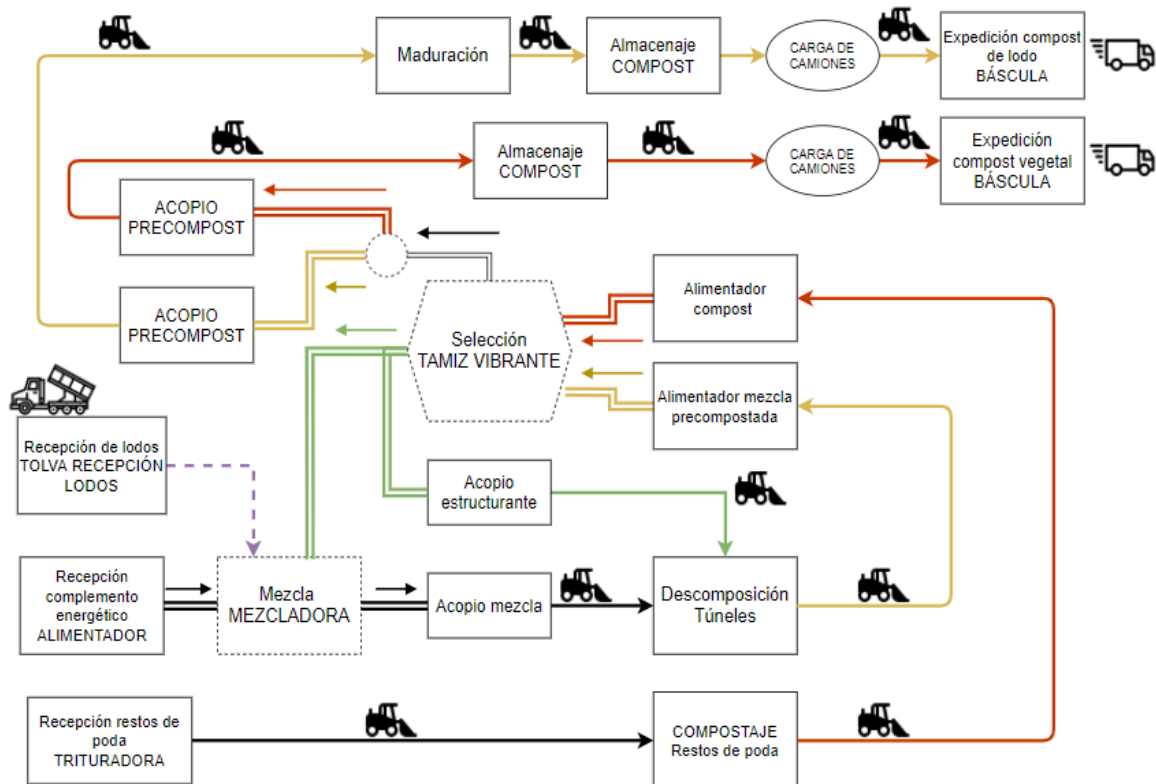 Maduración
Almacenaje
COMPOST
CARGA DE
CAMIONES
Expedición compost
de lodo
BÁSCULA
Almacenaje
COMPOST
CARGA DE
CAMIONES
Expedición
compost vegetal
BÁSCULA
ACOPIO
PRECOMPOST
ACOPIO
PRECOMPOST
Selección
TAMIZ VIBRANTE
Alimentador
compost
Alimentador mezcla
precompostada
Recepción de lodos
TOLVA RECEPCIÓN
LODOS
Acopio
estructurante
Recepción
complemento
energético
ALIMENTADOR
Mezcla
MEZCLADORA
Acopio mezcla
Descomposición
Túneles
Recepción restos de
poda
TRITURADORA
COMPOSTAJE
Restos de poda